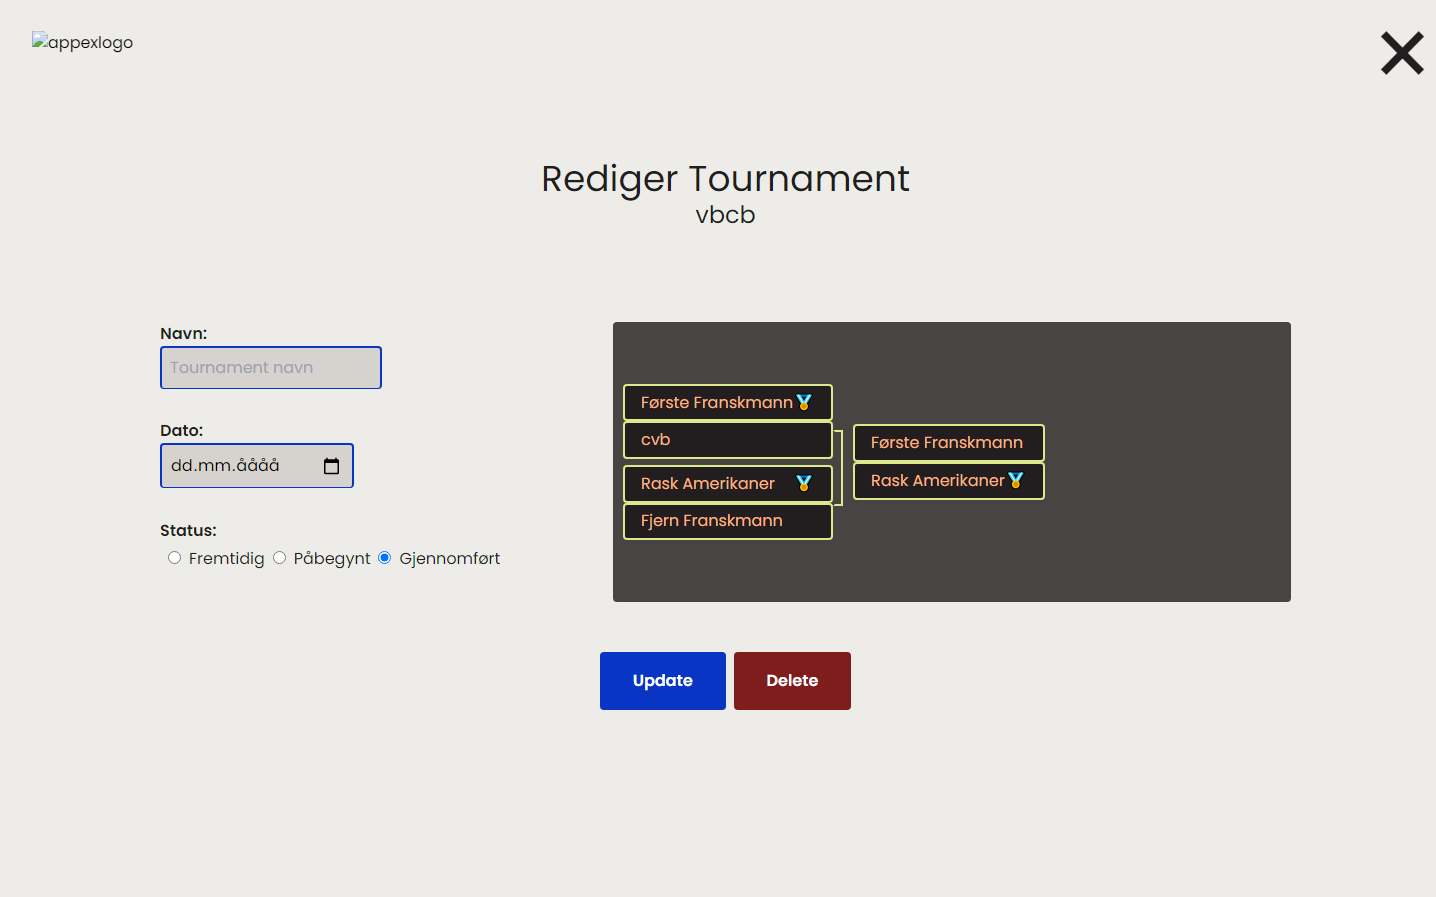 appexlogo
Rediger Tournament
vbcb
Navn:
Tournament navn
Dato:
dd.mm.åååå
Status:
Fremtidig Påbegynt Gjennomført
Første Franskmann
cvb
Rask Amerikaner
Fjern Franskmann
Første Franskmann
Rask Amerikaner
Update Delete